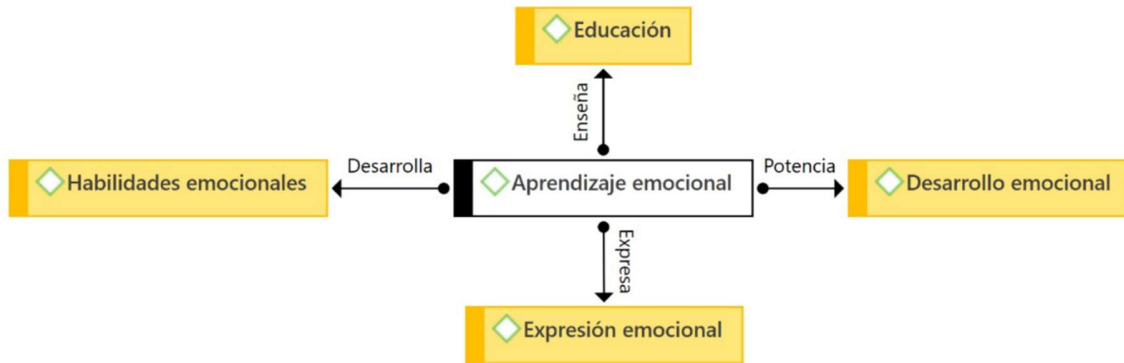 Educación
Enseña
Desarrolla
Potencia
Habilidades emocionales
Aprendizaje emocional
Desarrollo emocional
Expresa
Expresión emocional